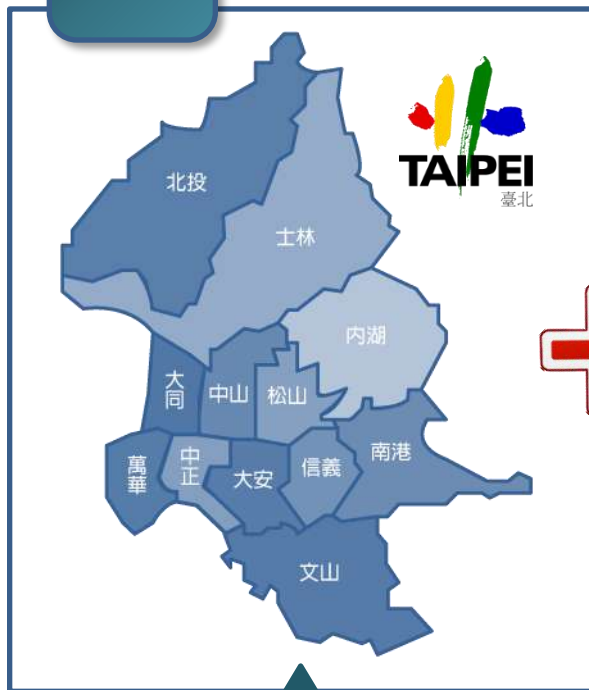 TAIPEI
臺北
北投
士林
內湖
大同
中山
松山
萬華
中正
大安
信義
南港
文山